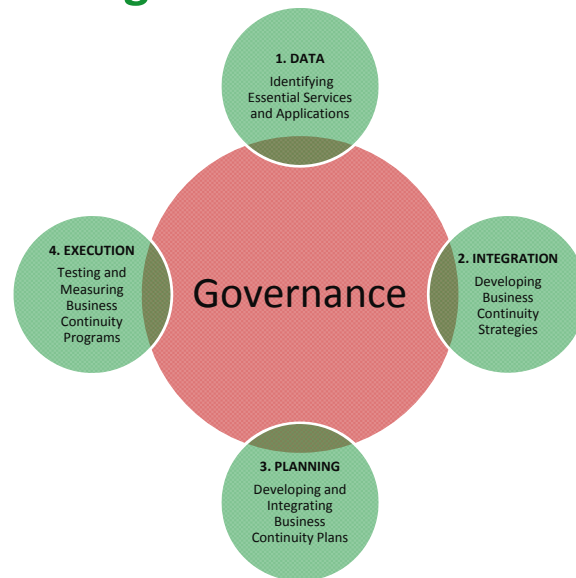 1. DATA
Identifying
Essential Services
and Applications
4. EXECUTION
Testing and
Measuring
Business
Continuity
Programs
Governance
2. INTEGRATION
Developing
Business
Continuity
Strategies
3. PLANNING
Developing and
Integrating
Business
Continuity Plans